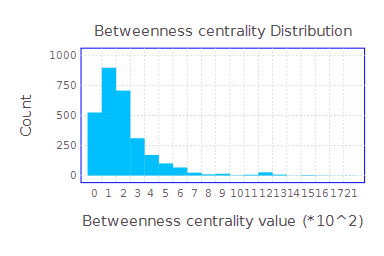 Betweenness centrality Distribution
Count
1000
750
500
250
0
0 1 2 3 4 5 6 7 8 9 10 11 12 13 14 15 16 17 21
Betweenness centrality value (*10^2)